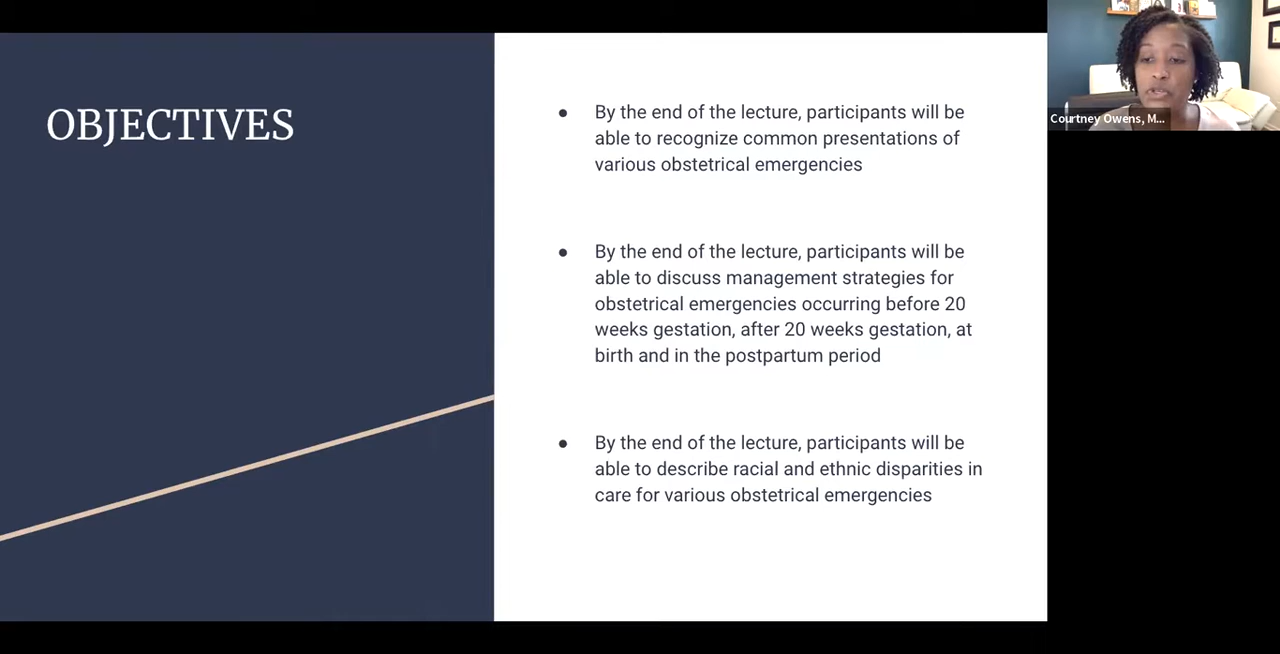 OBJECTIVES
● By the end of the lecture, participants will be
able to recognize common presentations of
various obstetrical emergencies
● By the end of the lecture, participants will be
able to discuss management strategies for
obstetrical emergencies occurring before 20
weeks gestation, after 20 weeks gestation, at
birth and in the postpartum period
● By the end of the lecture, participants will be
able to describe racial and ethnic disparities in
care for various obstetrical emergencies
Courtney Owens, M...